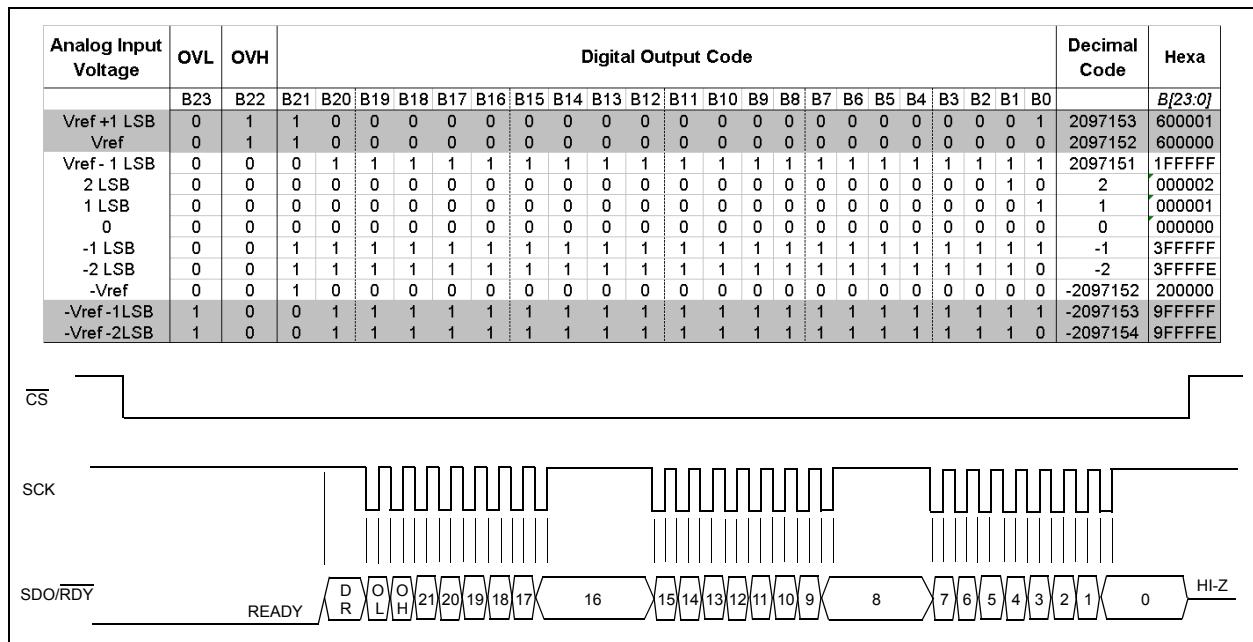 Analog Input Voltage OVL OVH Digital Output Code Decimal Code Hexa
B23 B22 B21 B20 B19 B18 B17 B16 B15 B14 B13 B12 B11 B10 B9 B8 B7 B6 B5 B4 B3 B2 B1 B0 B[23:0]
Vref +1 LSB 0 1 1 0 0 0 0 0 0 0 0 0 0 0 0 0 0 0 0 0 0 0 0 1 2097153 600001
Vref 0 1 1 0 0 0 0 0 0 0 0 0 0 0 0 0 0 0 0 0 0 0 0 0 2097152 600000
Vref - 1 LSB 0 0 0 1 1 1 1 1 1 1 1 1 1 1 1 1 1 1 1 1 1 1 1 1 2097151 1FFFFF
2 LSB 0 0 0 0 0 0 0 0 0 0 0 0 0 0 0 0 0 0 0 0 0 0 1 0 2 000002
1 LSB 0 0 0 0 0 0 0 0 0 0 0 0 0 0 0 0 0 0 0 0 0 0 0 1 1 000001
0 0 0 0 0 0 0 0 0 0 0 0 0 0 0 0 0 0 0 0 0 0 0 0 0 0 000000
-1 LSB 0 0 1 1 1 1 1 1 1 1 1 1 1 1 1 1 1 1 1 1 1 1 1 1 -1 3FFFFF
-2 LSB 0 0 1 1 1 1 1 1 1 1 1 1 1 1 1 1 1 1 1 1 1 1 1 0 -2 3FFFFE
-Vref 0 0 1 0 0 0 0 0 0 0 0 0 0 0 0 0 0 0 0 0 0 0 0 0 -2097152 200000
-Vref -1LSB 1 0 0 1 1 1 1 1 1 1 1 1 1 1 1 1 1 1 1 1 1 1 1 1 -2097153 9FFFFF
-Vref -2LSB 1 0 0 1 1 1 1 1 1 1 1 1 1 1 1 1 1 1 1 1 1 1 1 0 -2097154 9FFFFE
CS
SCK
SDO/RDY READY DR OL OH 21 20 19 18 17 16 15 14 13 12 11 10 9 8 7 6 5 4 3 2 1 0 HI-Z